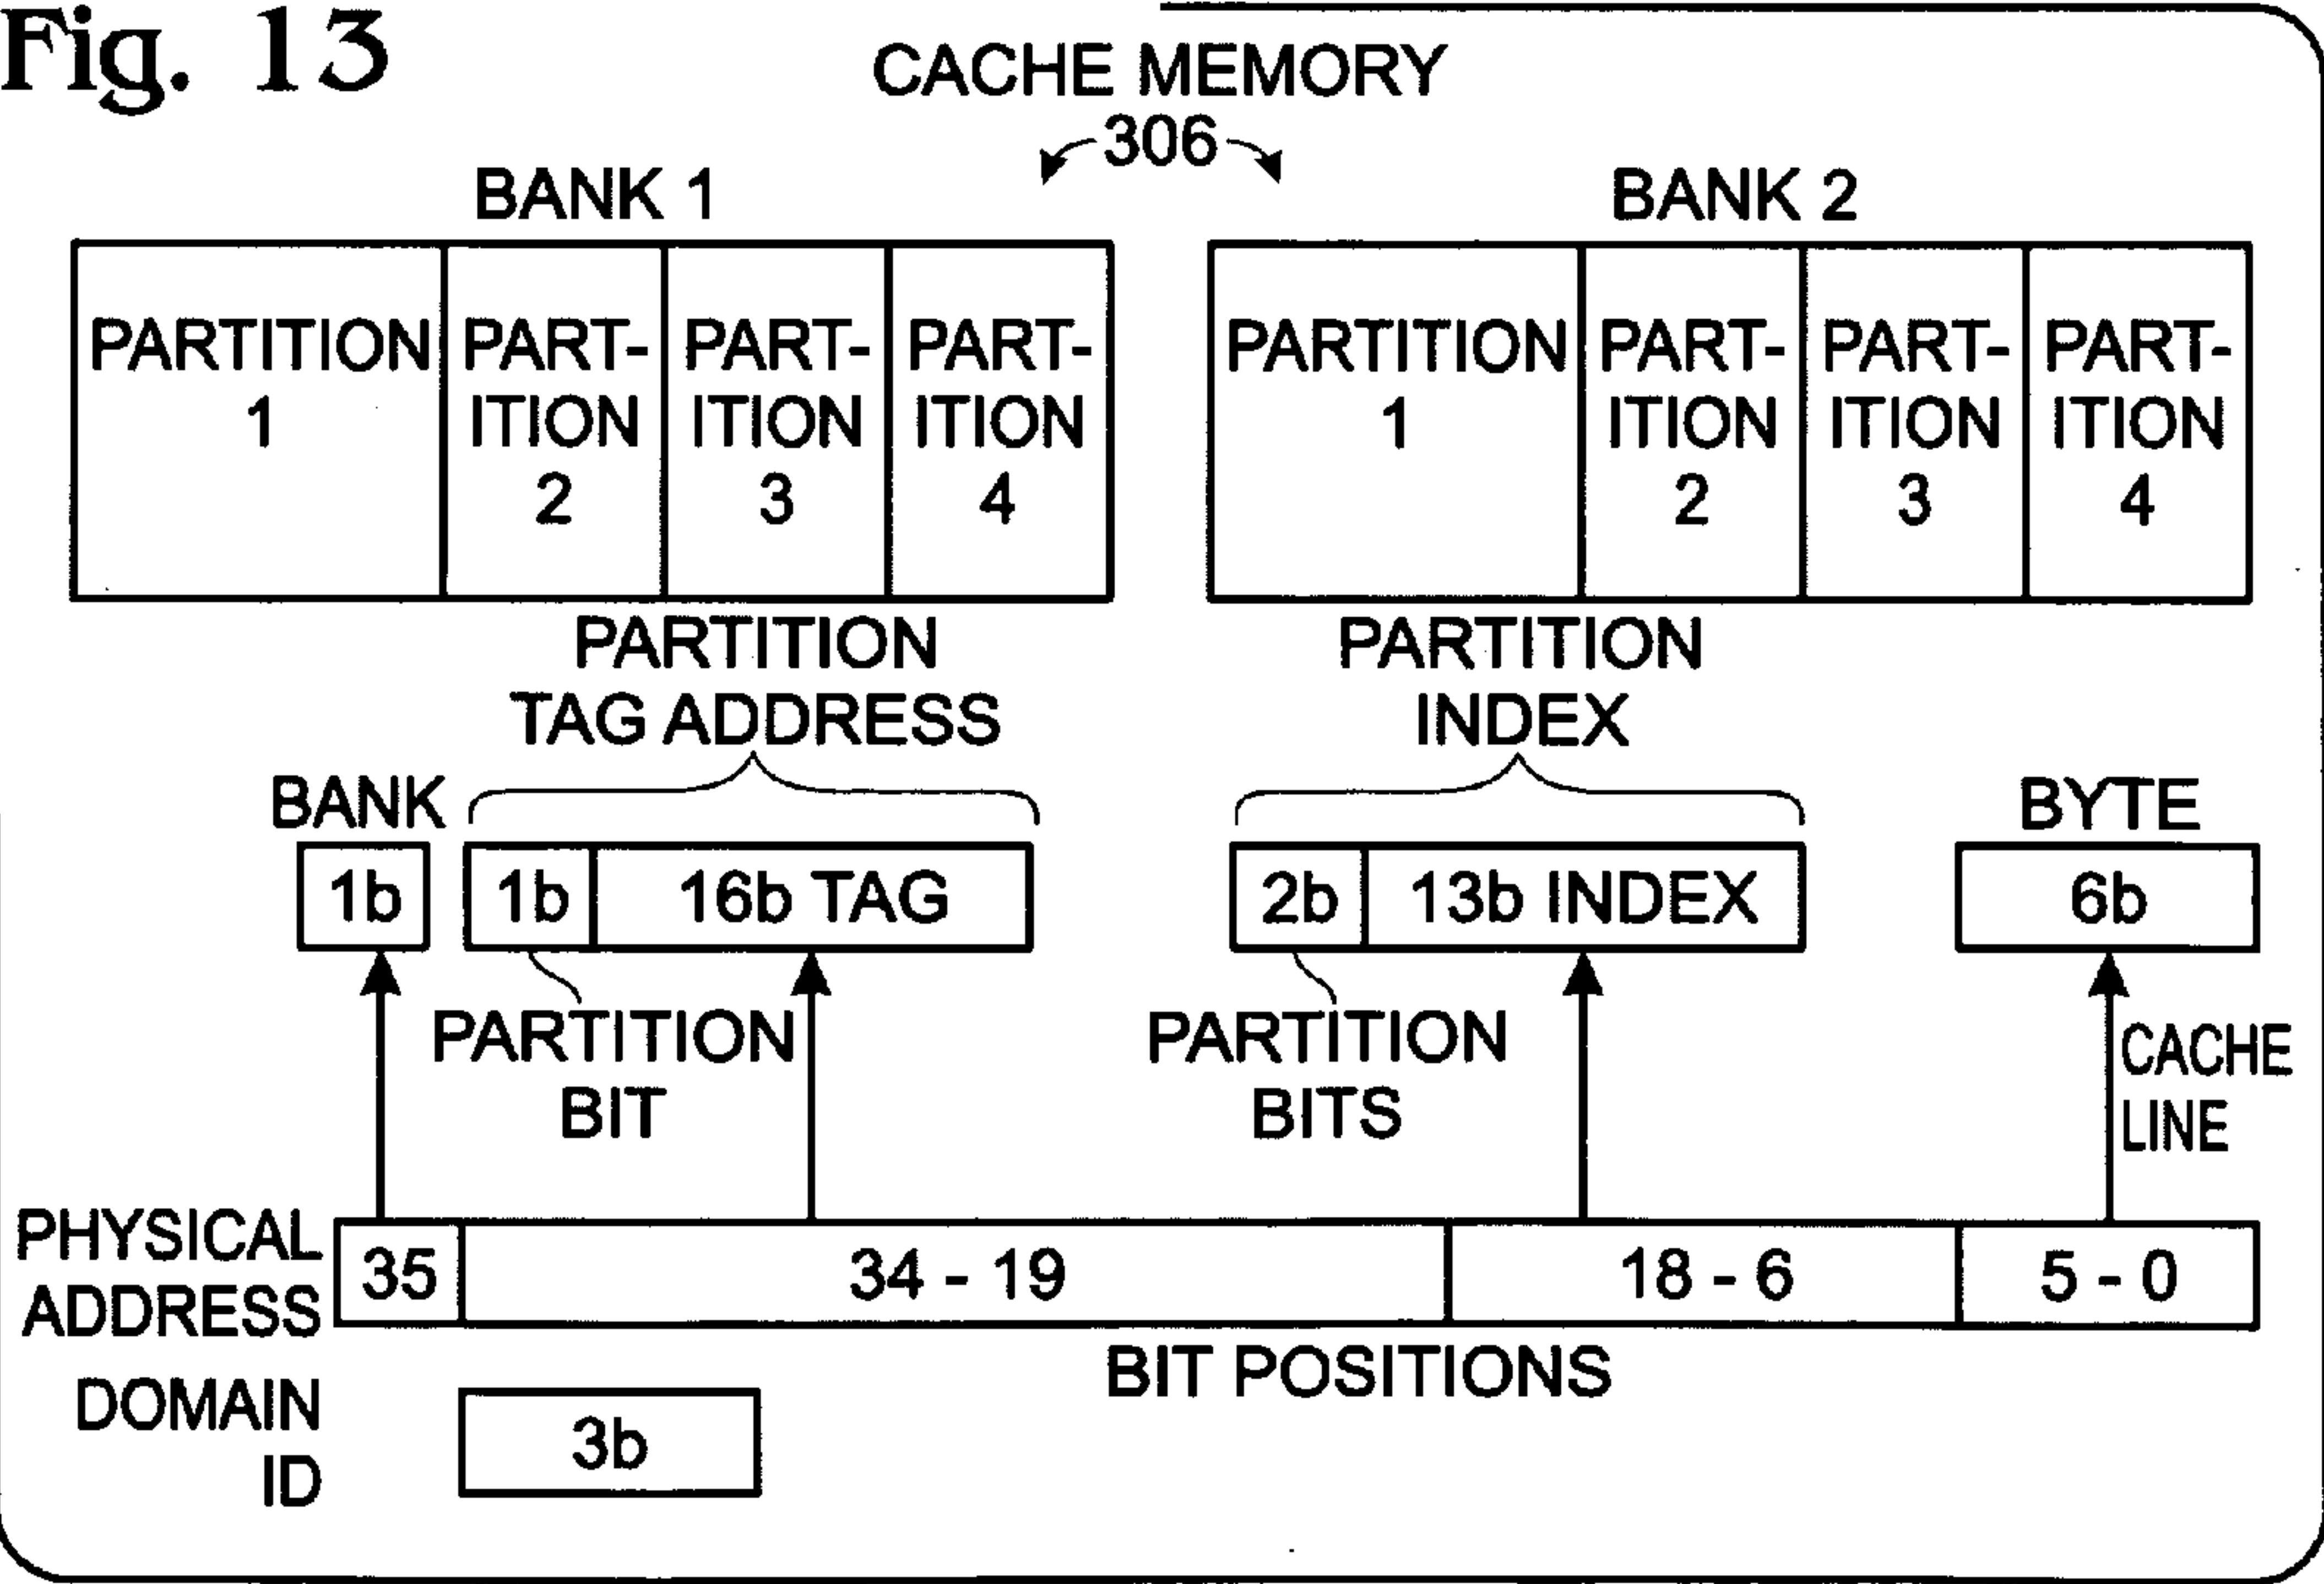 Fig. 13
CACHE MEMORY
306
BANK 1
BANK 2
PARTITION
1
PART-
ITION
2
PART-
ITION
3
PART-
ITION
4
PARTITION
1
PART-
ITION
2
PART-
ITION
3
PART-
ITION
4
PARTITION
TAG ADDRESS
PARTITION
INDEX
BANK
BYTE
1b
1b
16b TAG
2b
13b INDEX
6b
PARTITION
BIT
PARTITION
BITS
CACHE
LINE
PHYSICAL
ADDRESS
35
34 - 19
18 - 6
5 - 0
BIT POSITIONS
DOMAIN
ID
3b